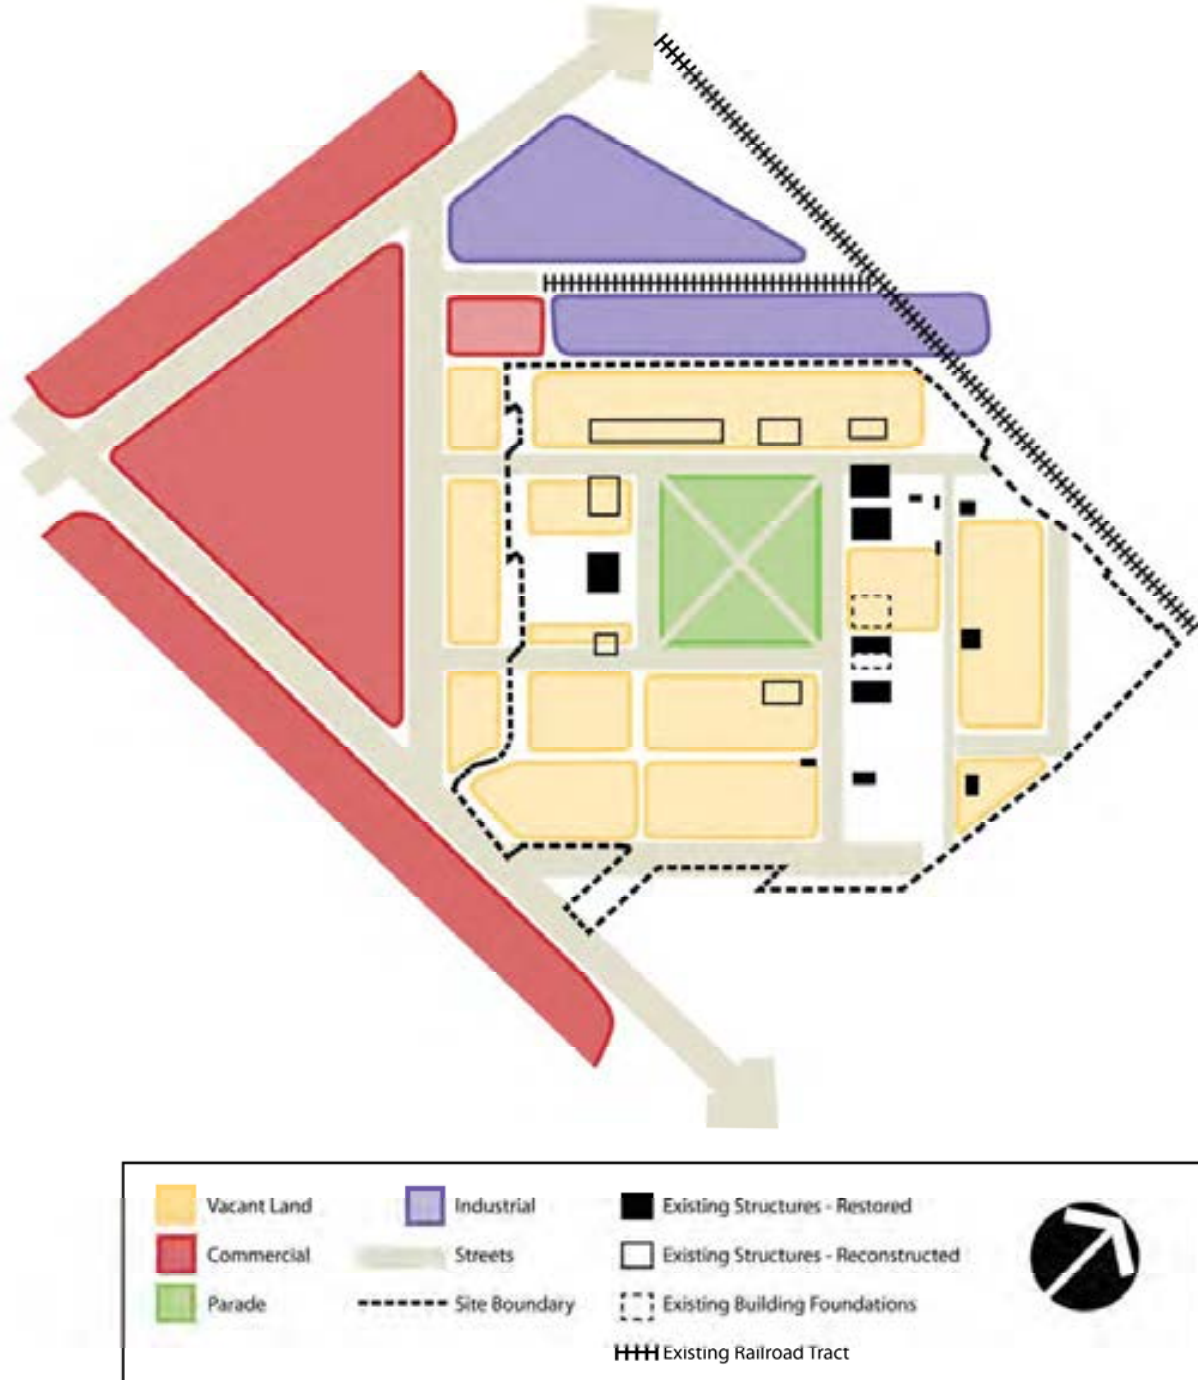 Vacant Land
Commercial
Parade
Industrial
Streets
Site Boundary
Existing Structures - Restored
Existing Structures - Reconstructed
Existing Building Foundations
Existing Railroad Tract